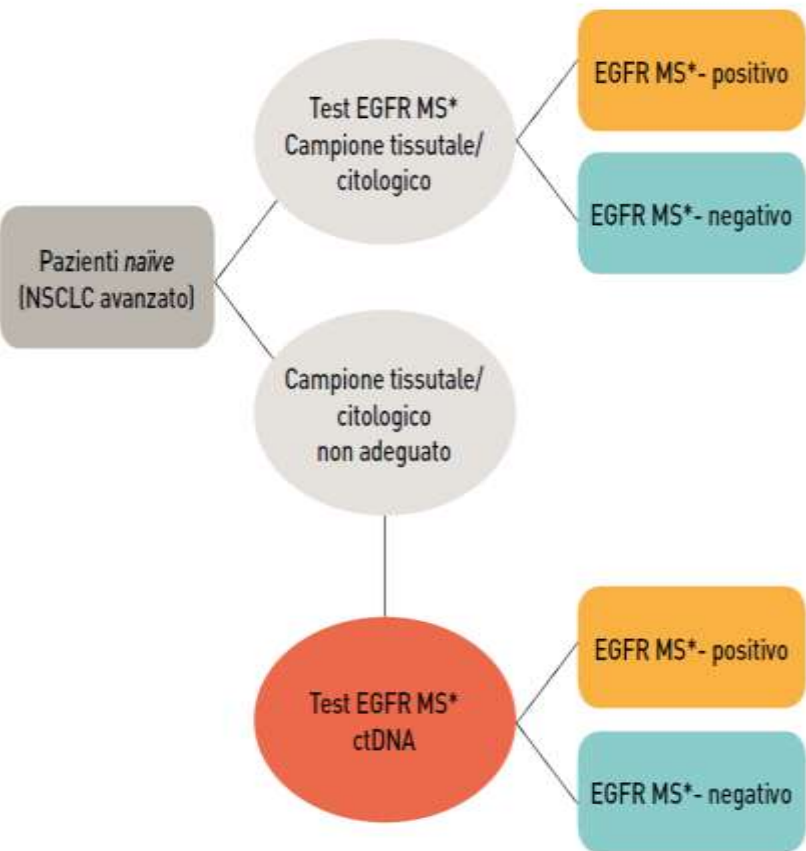 Pazienti naïve
(NSCLC avanzato)
Test EGFR MS*
Campione tissutale/
citologico
EGFR MS*- positivo
EGFR MS*- negativo
Campione tissutale/
citologico
non adeguato
Test EGFR MS*
ctDNA
EGFR MS*- positivo
EGFR MS*- negativo